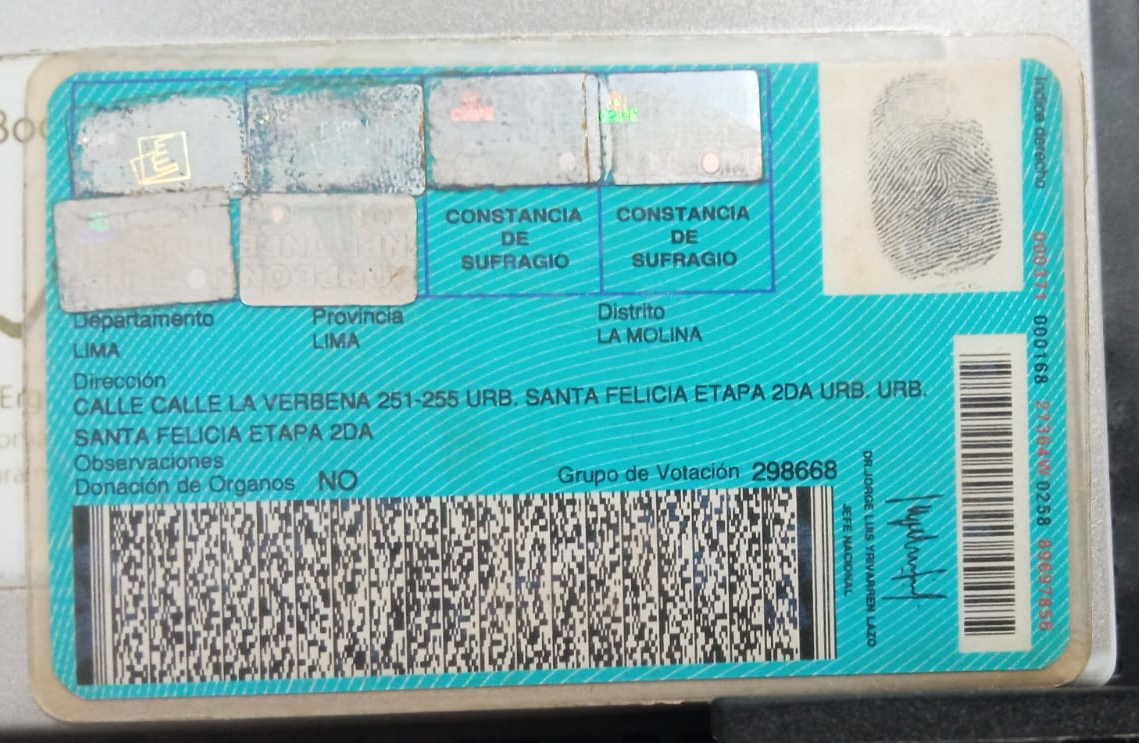 CONSTANCIA DE SUFRAGIO
CONSTANCIA DE SUFRAGIO
Departamento
LIMA
Provincia
LIMA
Distrito
LA MOLINA
Dirección
CALLE CALLE LA VERBENA 251-255 URB. SANTA FELICIA ETAPA 2DA URB. URB.
SANTA FELICIA ETAPA 2DA
Observaciones
Donación de Organos NO
Grupo de Votación 298668
DR. JORGE LUIS YRIVARREN LAZO
JEFE NACIONAL
Indice derecho
000371 000168 27364W 0258 89697856